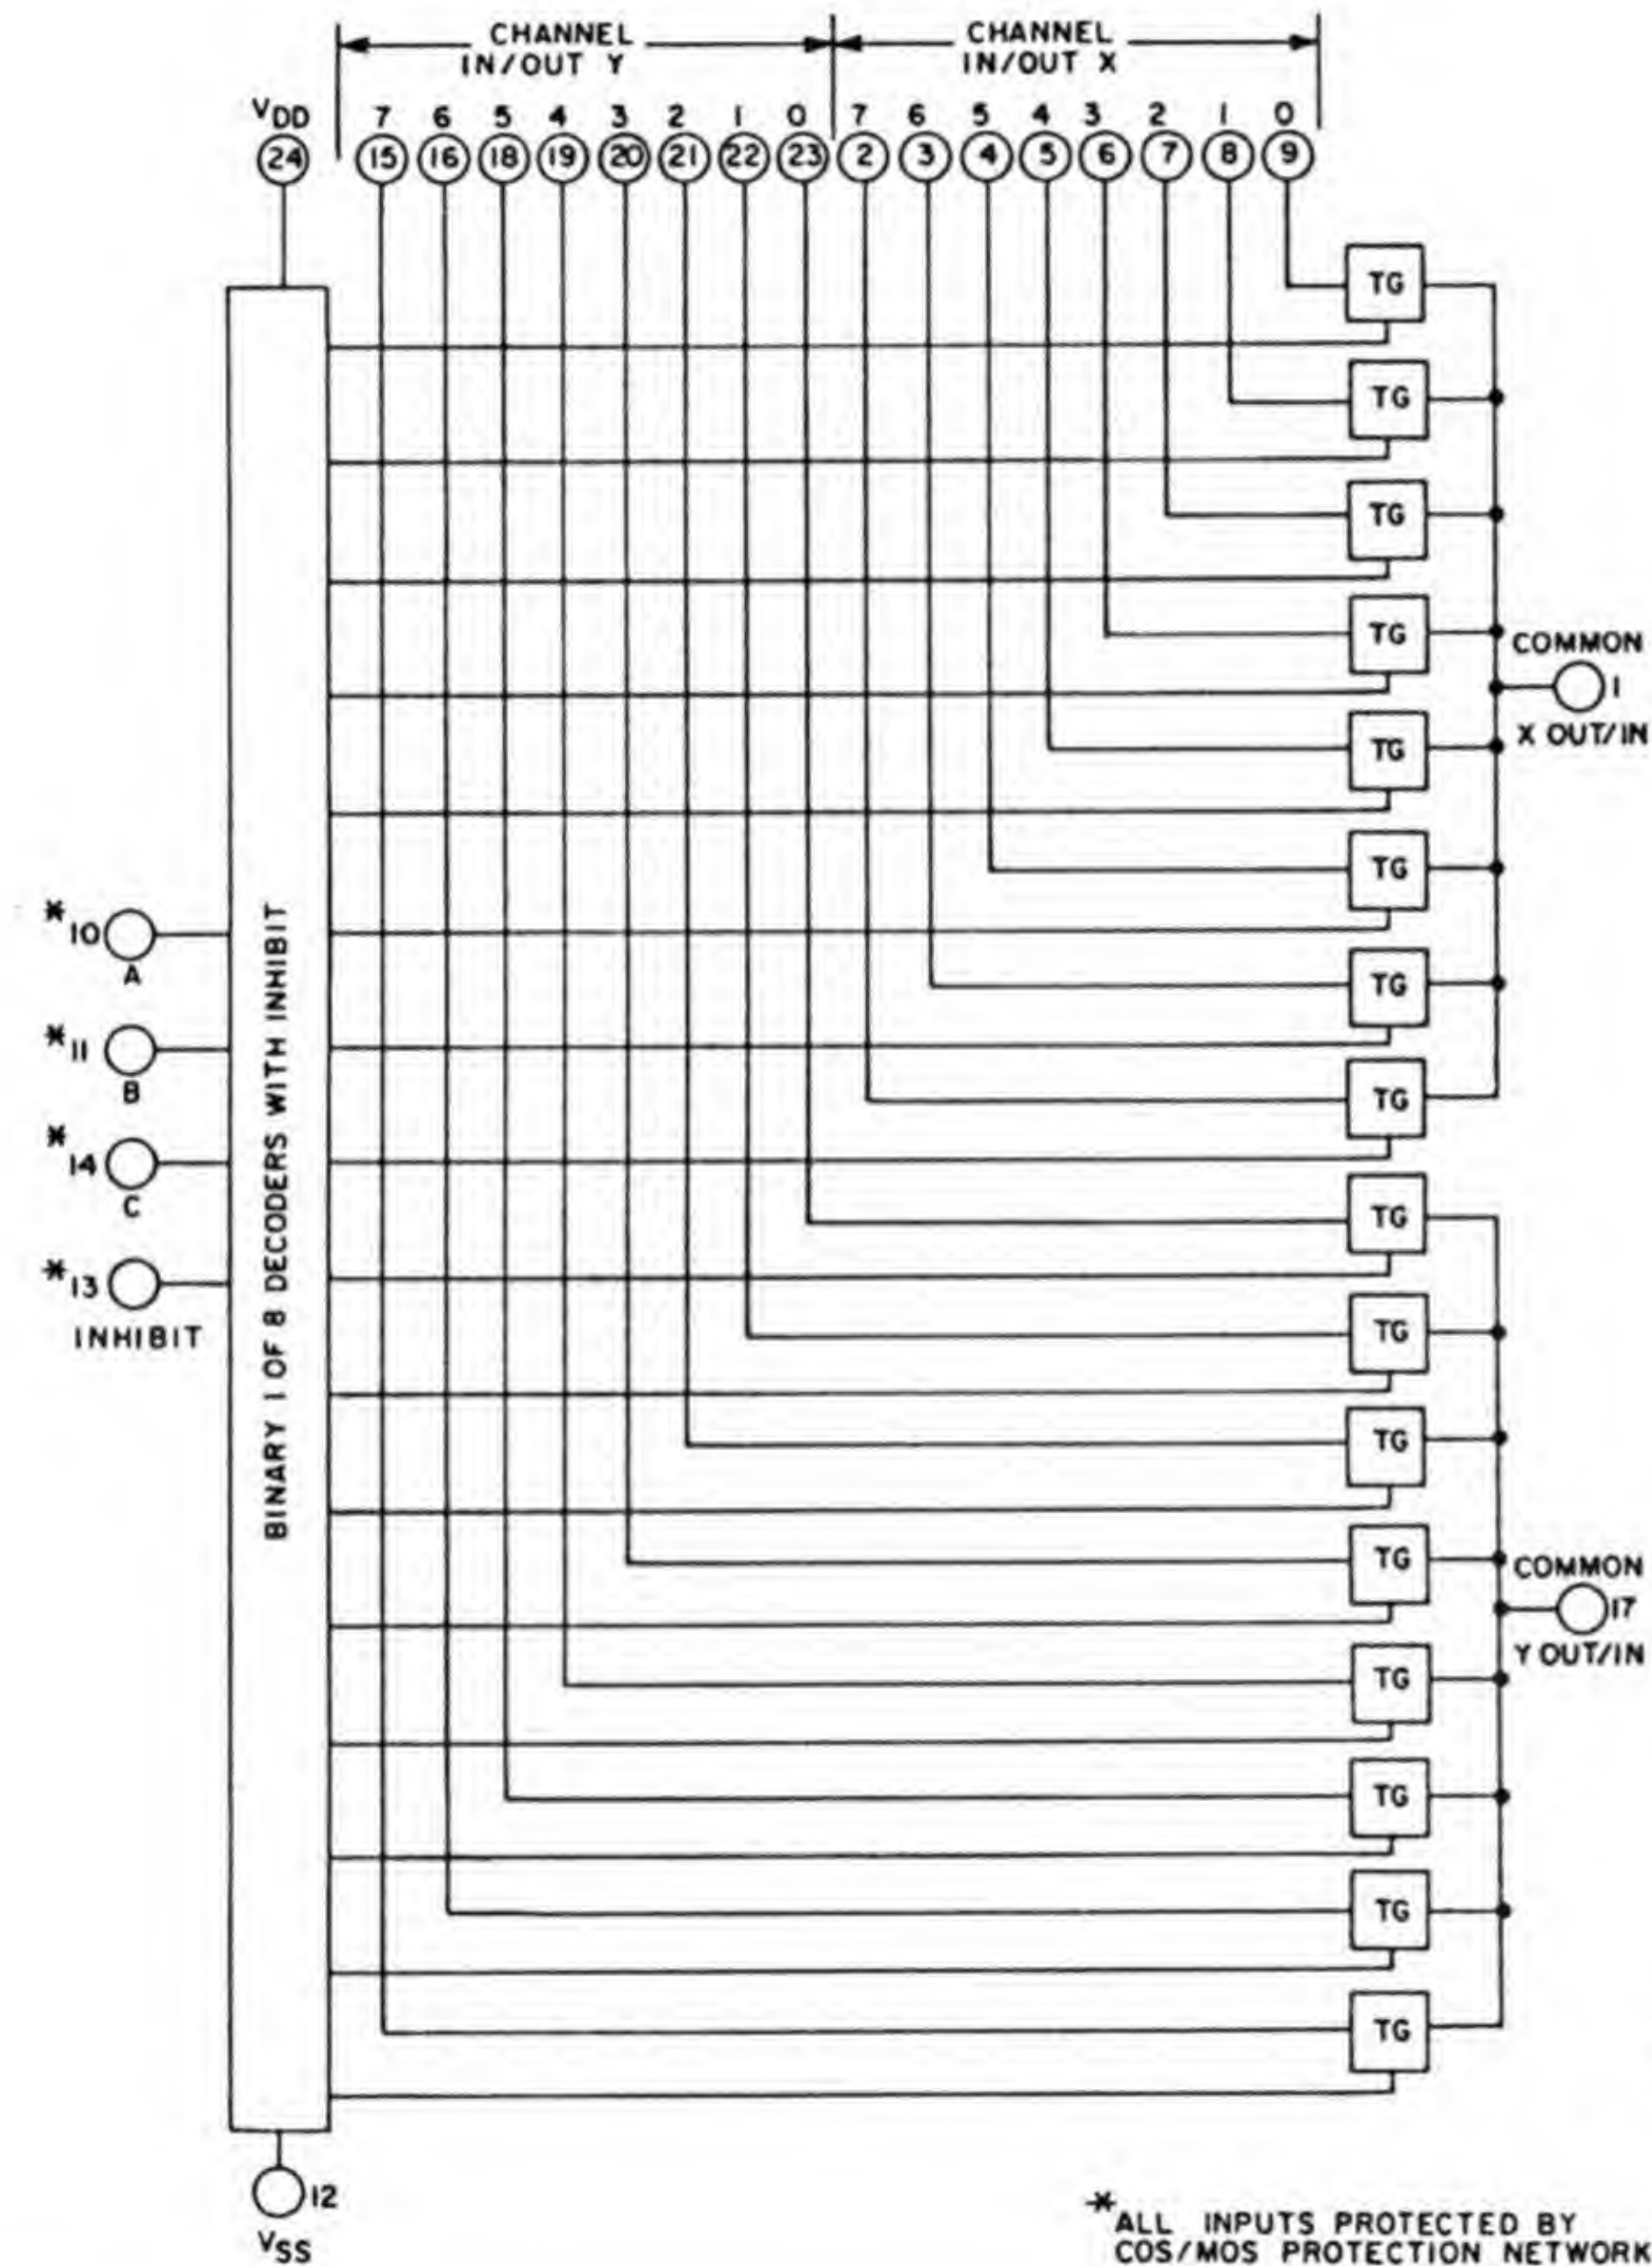 CHANNEL
IN/OUT Y
CHANNEL
IN/OUT X
VDD 7 6 5 4 3 2 1 0 7 6 5 4 3 2 1 0
24 15 16 18 19 20 21 22 23 2 3 4 5 6 7 8 9
TG
TG
TG
TG
COMMON
1
X OUT/IN
TG
TG
TG
TG
* 10
A
* 11
B
* 14
C
* 13
INHIBIT
BINARY 1 OF 8 DECODERS WITH INHIBIT
TG
TG
TG
TG
COMMON
17
Y OUT/IN
TG
TG
TG
TG
12
VSS
* ALL INPUTS PROTECTED BY
COS/MOS PROTECTION NETWORK